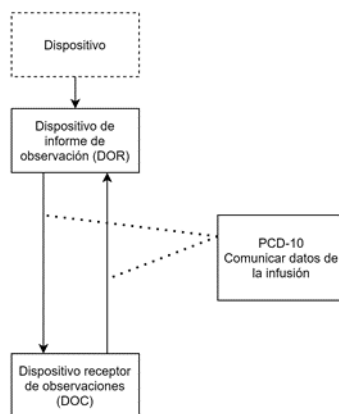 Dispositivo
Dispositivo de
informe de
observación (DOR)
PCD-10
Comunicar datos de
la infusión
Dispositivo receptor
de observaciones
(DOC)